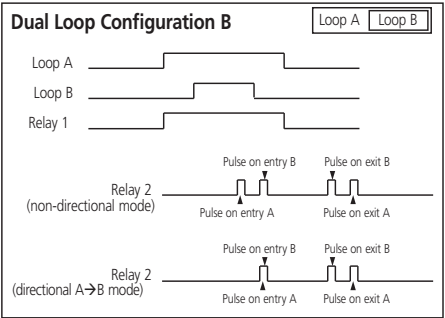 Dual Loop Configuration B
Loop A Loop B
Loop A
Loop B
Relay 1
Pulse on entry B Pulse on exit B
Relay 2
(non-directional mode)
Pulse on entry A Pulse on exit A
Pulse on entry B Pulse on exit B
Relay 2
(directional A→B mode)
Pulse on entry A Pulse on exit A